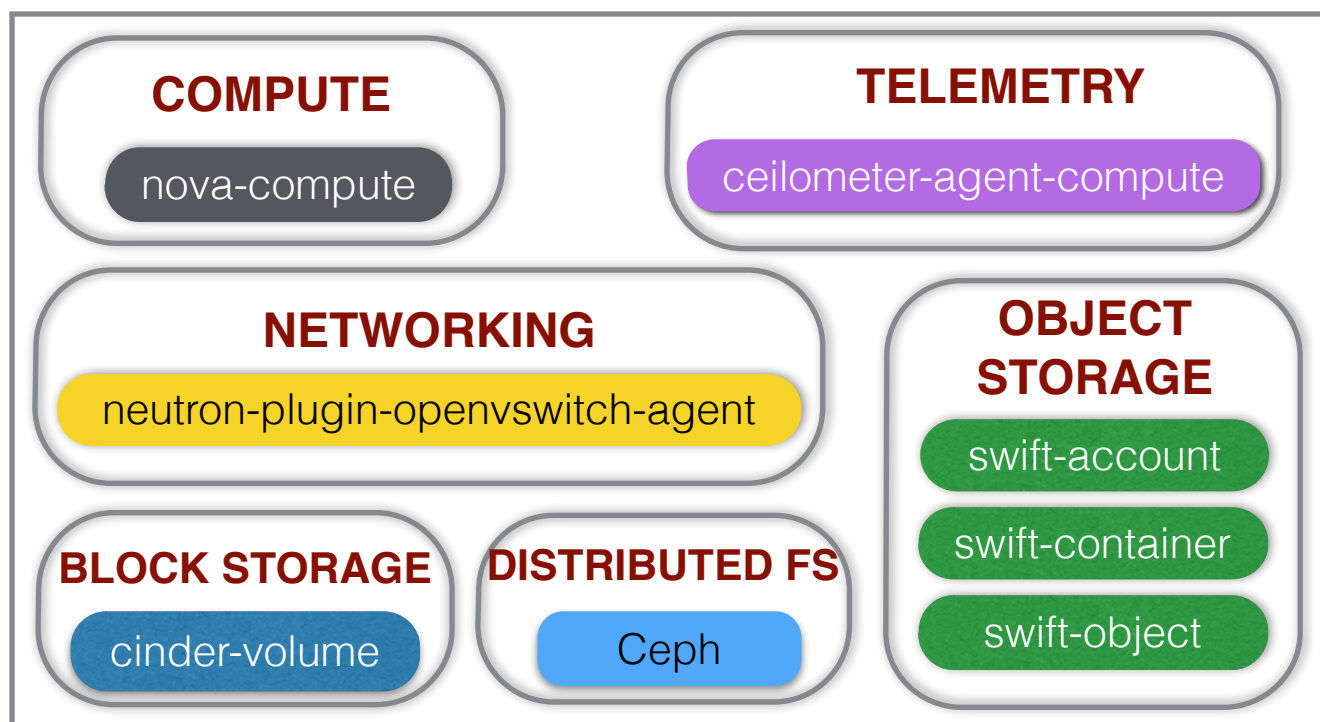 COMPUTE
nova-compute
TELEMETRY
ceilometer-agent-compute
NETWORKING
neutron-plugin-openvswitch-agent
OBJECT
STORAGE
swift-account
swift-container
swift-object
BLOCK STORAGE
cinder-volume
DISTRIBUTED FS
Ceph